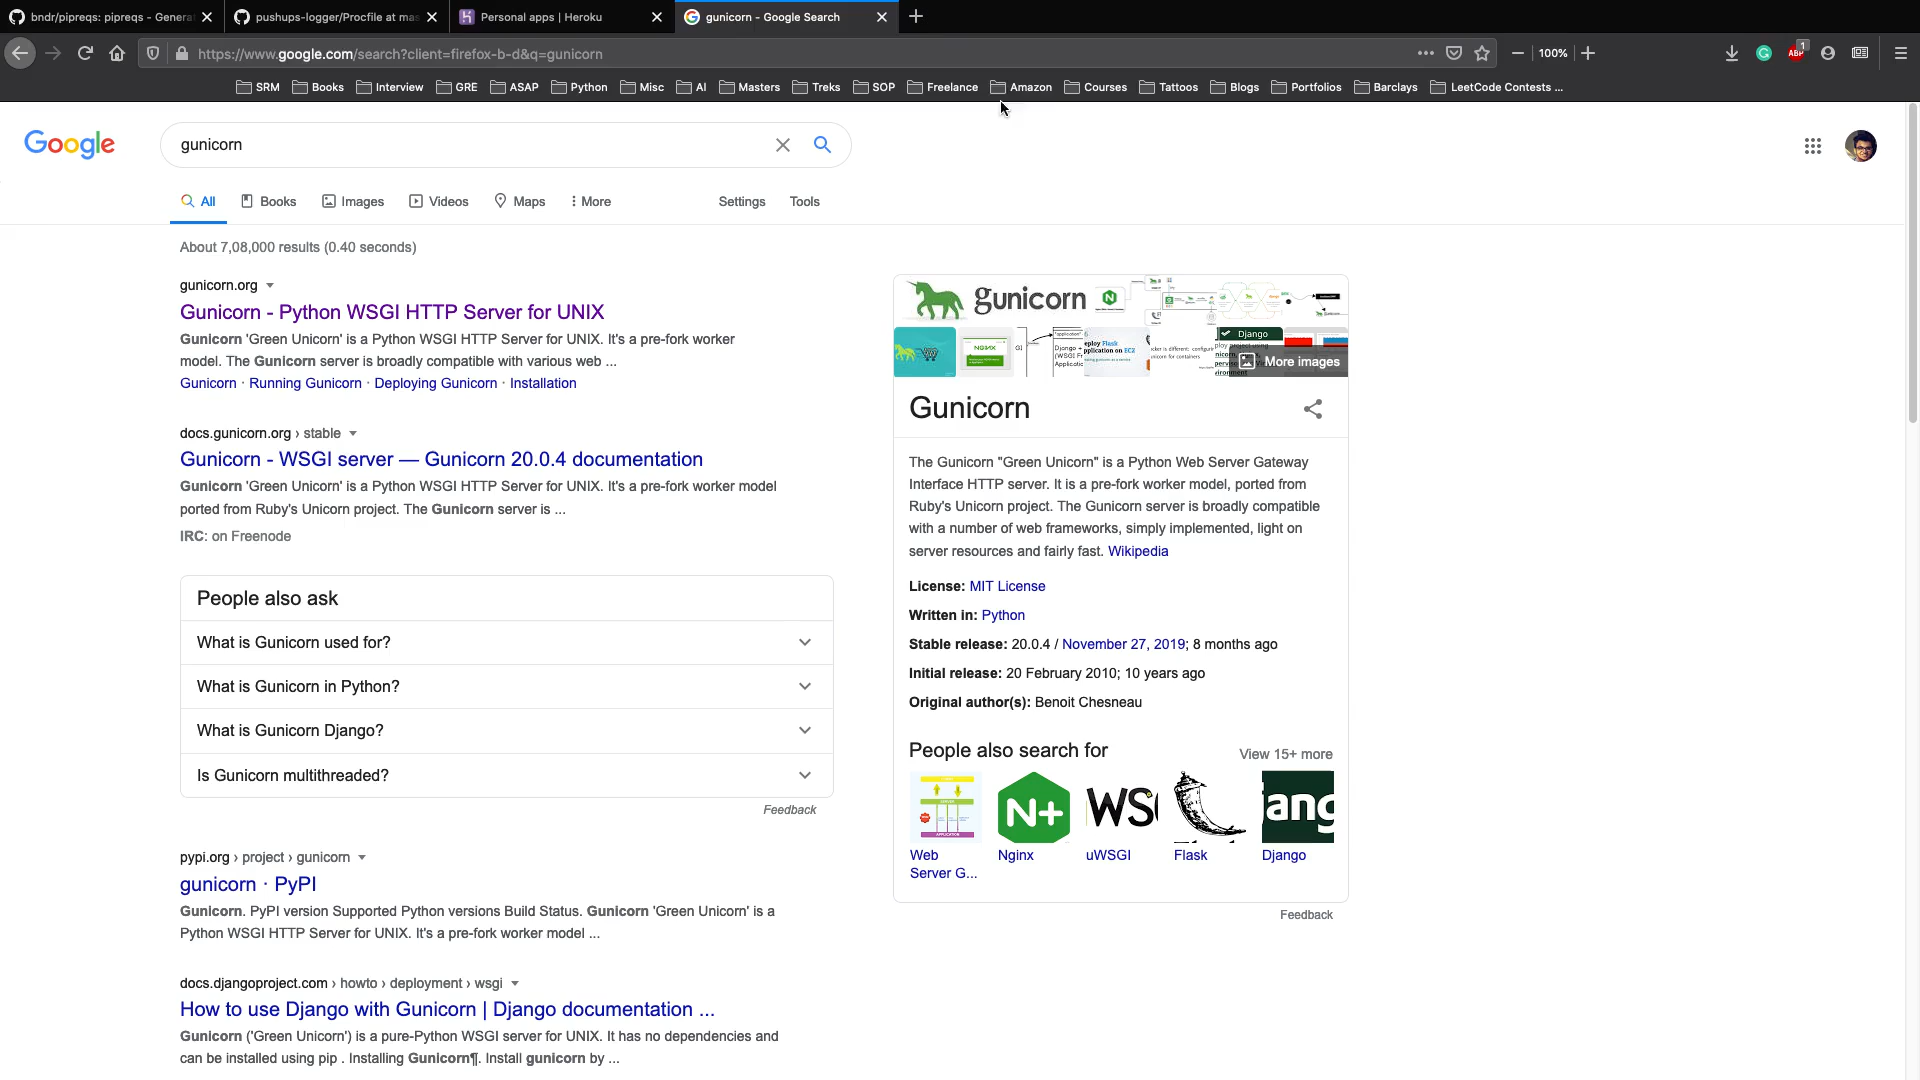 bndr/pipreqs: pipreqs - Genera
pushups-logger/Procfile at mas
Personal apps | Heroku
gunicorn - Google Search
https://www.google.com/search?client=firefox-b-d&q=gunicorn
100%
ABP
1
SRM
Books
Interview
GRE
ASAP
Python
Misc
AI
Masters
Treks
SOP
Freelance
Amazon
Courses
Tattoos
Blogs
Portfolios
Barclays
LeetCode Contests ...
Google
gunicorn
All
Books
Images
Videos
Maps
More
Settings
Tools
About 7,08,000 results (0.40 seconds)
gunicorn.org
Gunicorn - Python WSGI HTTP Server for UNIX
Gunicorn 'Green Unicorn' is a Python WSGI HTTP Server for UNIX. It's a pre-fork worker
model. The Gunicorn server is broadly compatible with various web ...
Gunicorn · Running Gunicorn · Deploying Gunicorn · Installation
docs.gunicorn.org › stable
Gunicorn - WSGI server — Gunicorn 20.0.4 documentation
Gunicorn 'Green Unicorn' is a Python WSGI HTTP Server for UNIX. It's a pre-fork worker model
ported from Ruby's Unicorn project. The Gunicorn server is ...
IRC: on Freenode
People also ask
What is Gunicorn used for?
What is Gunicorn in Python?
What is Gunicorn Django?
Is Gunicorn multithreaded?
Feedback
pypi.org › project › gunicorn
gunicorn · PyPI
Gunicorn. PyPI version Supported Python versions Build Status. Gunicorn 'Green Unicorn' is a
Python WSGI HTTP Server for UNIX. It's a pre-fork worker model ...
docs.djangoproject.com › howto › deployment › wsgi
How to use Django with Gunicorn | Django documentation ...
Gunicorn ('Green Unicorn') is a pure-Python WSGI server for UNIX. It has no dependencies and
can be installed using pip . Installing Gunicorn¶. Install gunicorn by ...
gunicorn
NGINX
Django
More images
Gunicorn
The Gunicorn "Green Unicorn" is a Python Web Server Gateway
Interface HTTP server. It is a pre-fork worker model, ported from
Ruby's Unicorn project. The Gunicorn server is broadly compatible
with a number of web frameworks, simply implemented, light on
server resources and fairly fast. Wikipedia
License: MIT License
Written in: Python
Stable release: 20.0.4 / November 27, 2019; 8 months ago
Initial release: 20 February 2010; 10 years ago
Original author(s): Benoit Chesneau
People also search for
View 15+ more
N+
WS
ang
Web
Server G...
Nginx
uWSGI
Flask
Django
Feedback